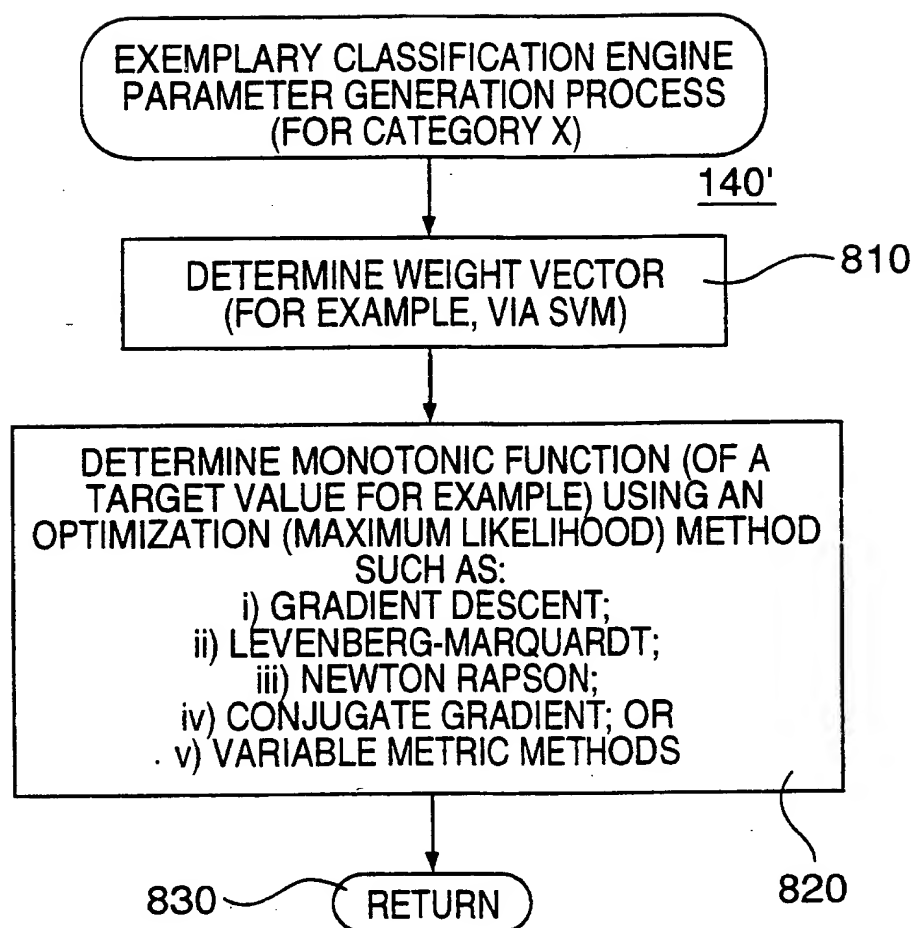 EXEMPLARY CLASSIFICATION ENGINE
PARAMETER GENERATION PROCESS
(FOR CATEGORY X)
140'
DETERMINE WEIGHT VECTOR
(FOR EXAMPLE, VIA SVM)
810
DETERMINE MONOTONIC FUNCTION (OF A
TARGET VALUE FOR EXAMPLE) USING AN
OPTIMIZATION (MAXIMUM LIKELIHOOD) METHOD
SUCH AS:
i) GRADIENT DESCENT;
ii) LEVENBERG-MARQUARDT;
iii) NEWTON RAPSON;
iv) CONJUGATE GRADIENT; OR
v) VARIABLE METRIC METHODS
820
830
RETURN